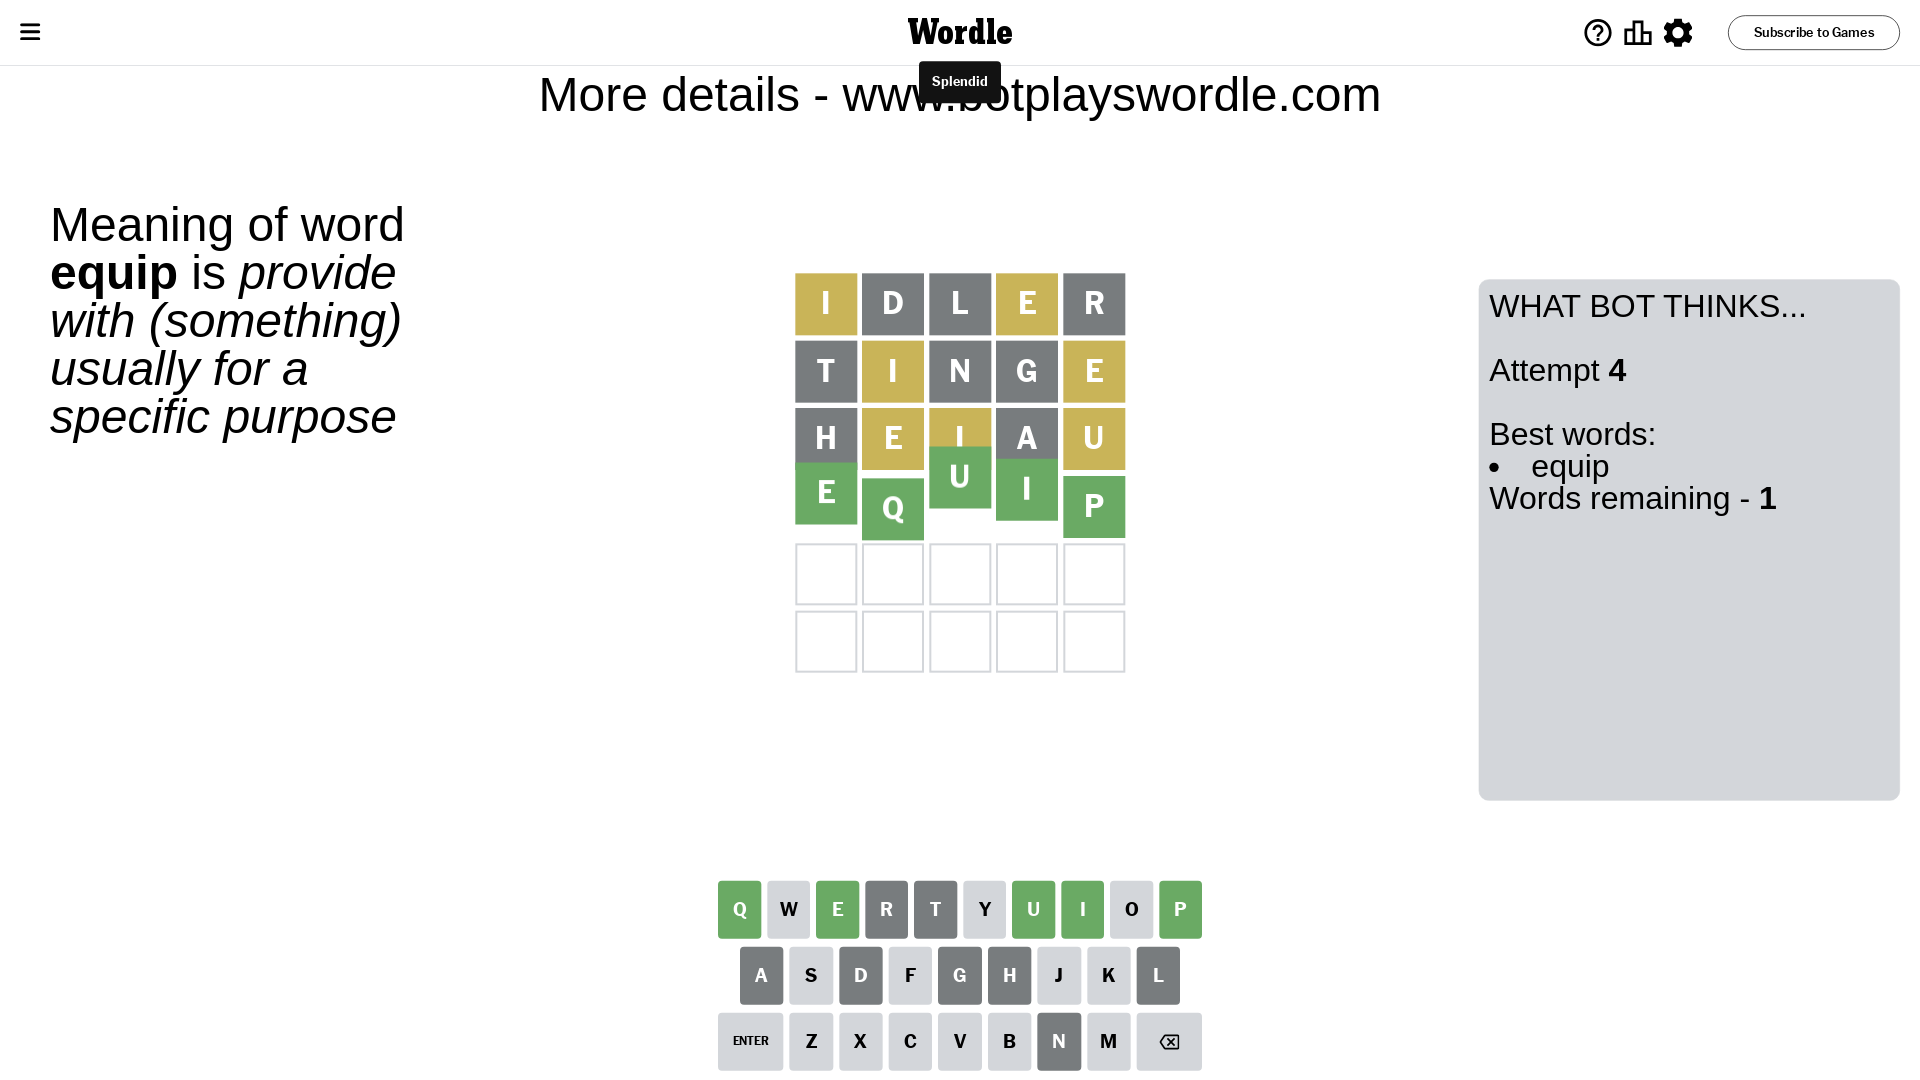 Wordle
Subscribe to Games
Splendid
More details - www.botplayswordle.com
Meaning of word
equip is provide
with (something)
usually for a
specific purpose
I D L E R
T I N G E
H E I A U
E Q U I P
WHAT BOT THINKS...
Attempt 4
Best words:
• equip
Words remaining - 1
Q W E R T Y U I O P
A S D F G H J K L
ENTER Z X C V B N M